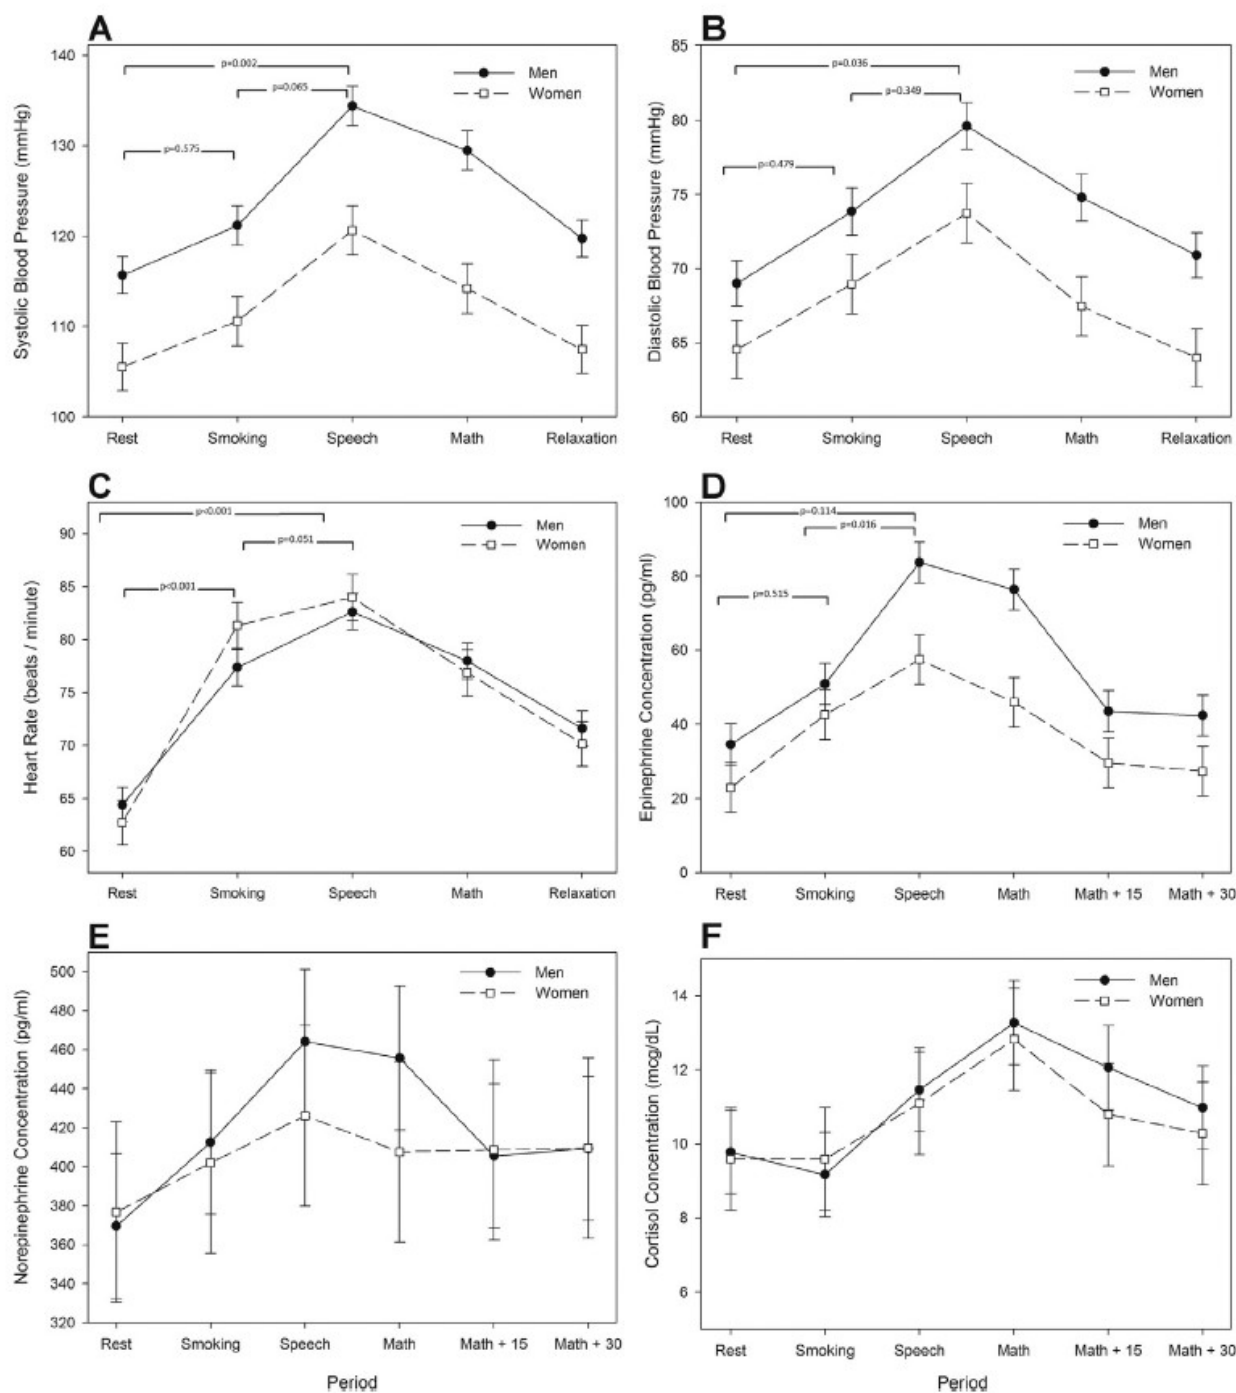 A
Systolic Blood Pressure (mmHg)
140
130
120
110
100
p=0.002
p=0.065
p=0.575
Men
Women
Rest Smoking Speech Math Relaxation
B
Diastolic Blood Pressure (mmHg)
85
80
75
70
65
60
p=0.036
p=0.349
p=0.479
Men
Women
Rest Smoking Speech Math Relaxation
C
Heart Rate (beats / minute)
90
85
80
75
70
65
60
p<0.001
p=0.051
p<0.001
Men
Women
Rest Smoking Speech Math Relaxation
D
Epinephrine Concentration (pg/ml)
100
80
60
40
20
0
p=0.114
p=0.016
p=0.515
Men
Women
Rest Smoking Speech Math Math + 15 Math + 30
E
Norepinephrine Concentration (pg/ml)
500
480
460
440
420
400
380
360
340
320
Men
Women
Rest Smoking Speech Math Math + 15 Math + 30
Period
F
Cortisol Concentration (mcg/dL)
14
12
10
8
6
Men
Women
Rest Smoking Speech Math Math + 15 Math + 30
Period